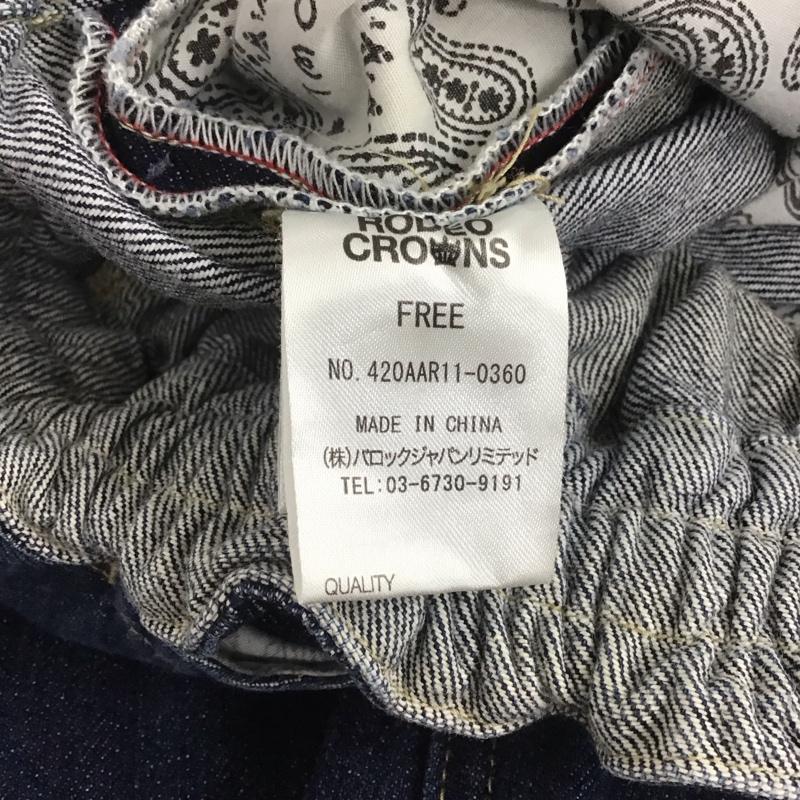 RODEO
CROWNS
FREE
NO. 420AAR11-0360
MADE IN CHINA
(株)バロックジャパンリミテッド
TEL:03-6730-9191
QUALITY